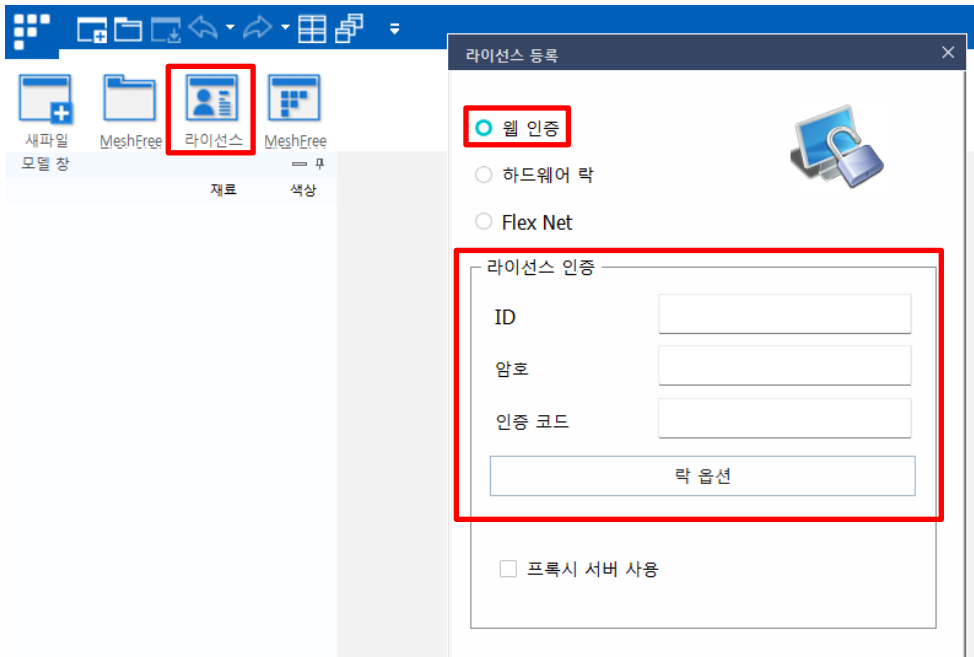 새파일
MeshFree
라이선스
MeshFree
모델 창
재료
색상
라이선스 등록
웹 인증
하드웨어 락
Flex Net
라이선스 인증
ID
암호
인증 코드
락 옵션
프록시 서버 사용